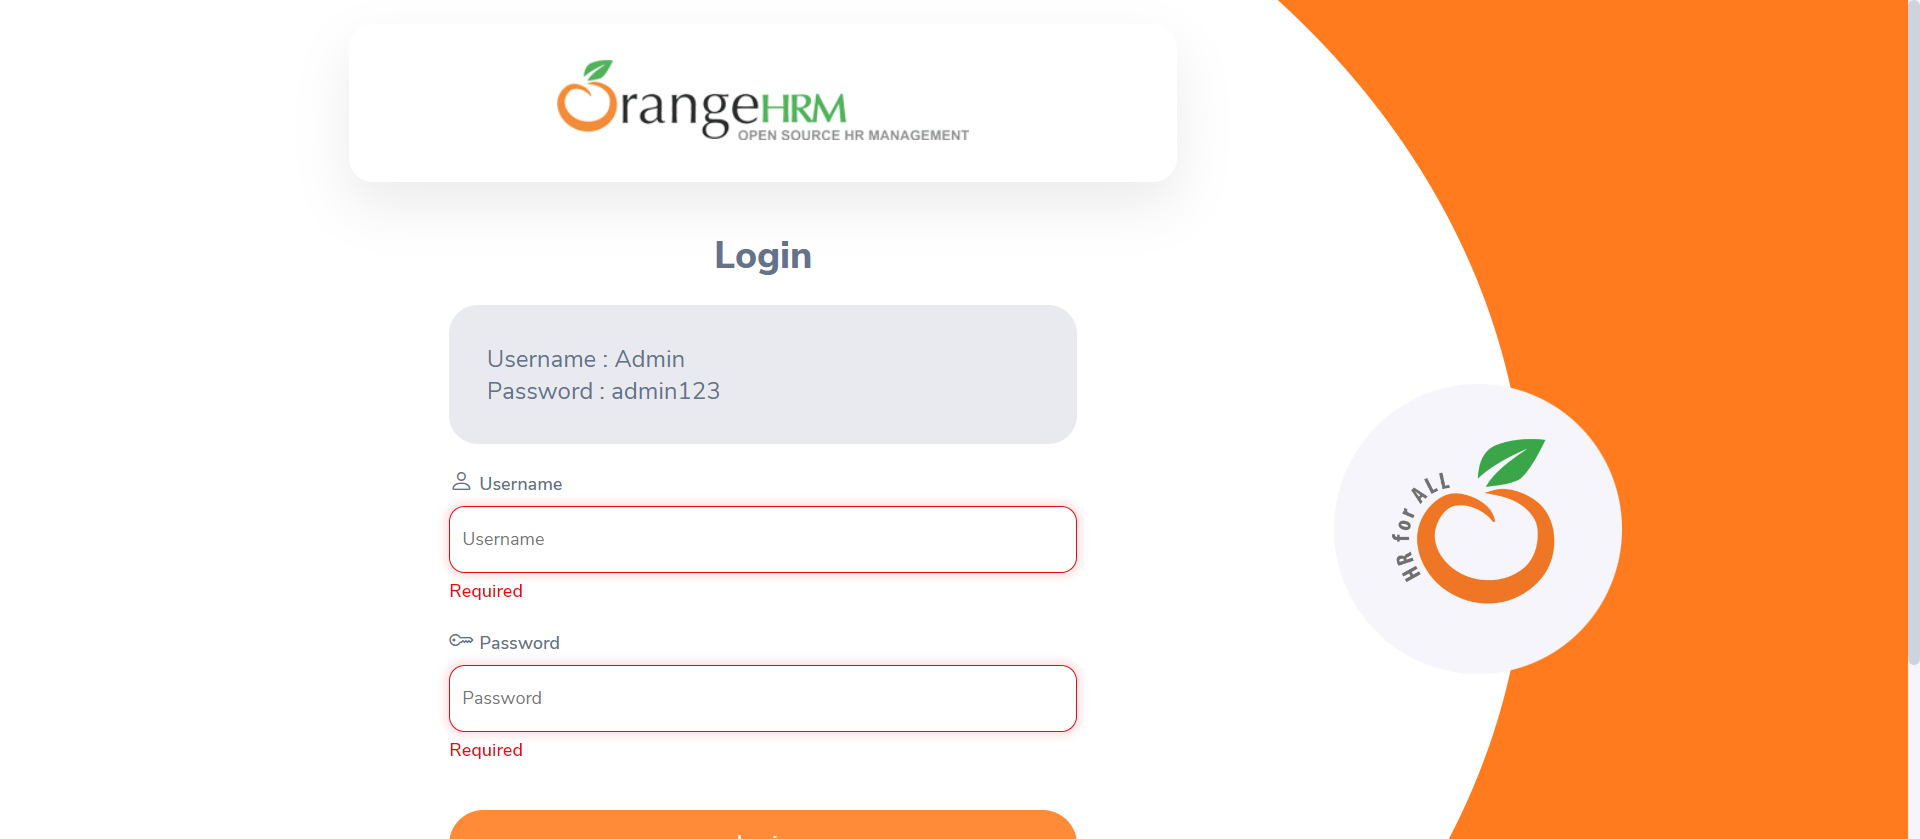 OrangeHRM
OPEN SOURCE HR MANAGEMENT
Login
Username : Admin
Password : admin123
Username
Username
Required
Password
Password
Required
HR for ALL